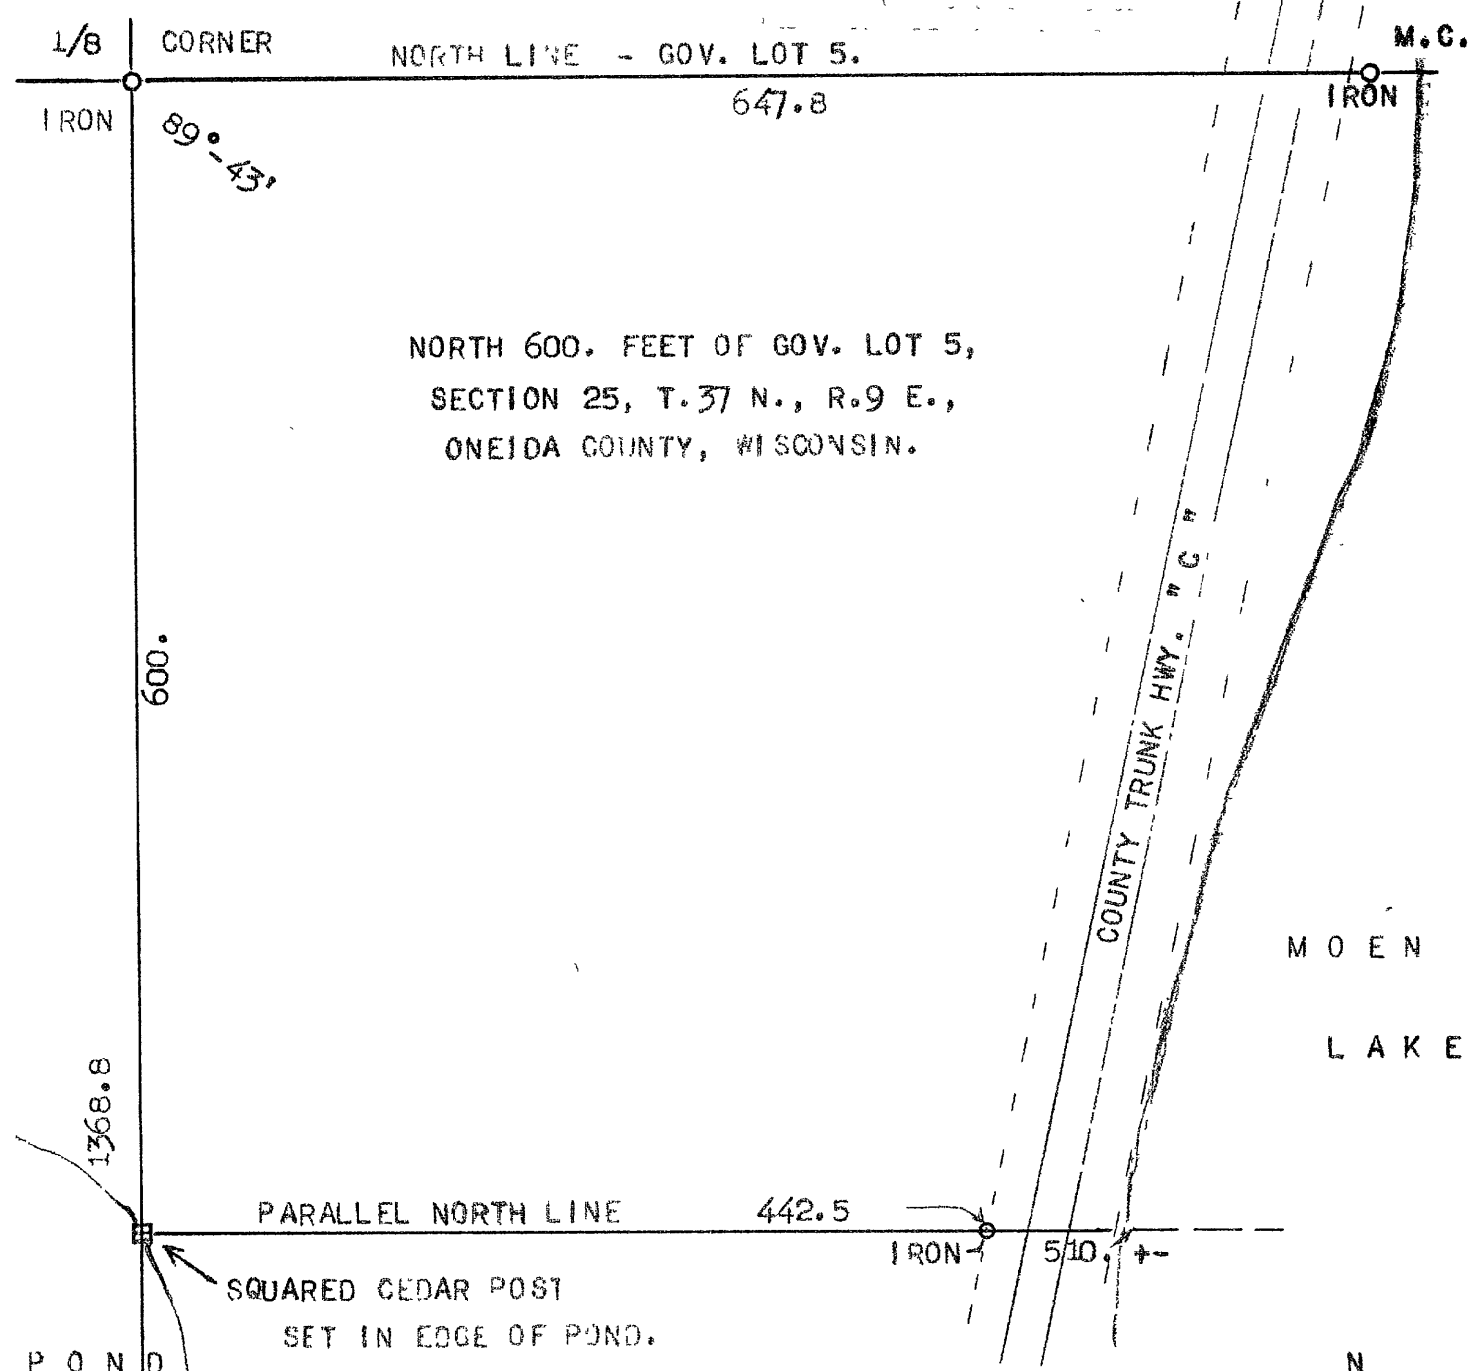 1/8 CORNER
NORTH LINE - GOV. LOT 5.
M.C.
647.8
IRON
IRON
89°-43'
NORTH 600. FEET OF GOV. LOT 5,
SECTION 25, T.37 N., R.9 E.,
ONEIDA COUNTY, WISCONSIN.
600.
COUNTY TRUNK HWY. "C"
MOEN
LAKE
1368.8
PARALLEL NORTH LINE 442.5
IRON
510. +-
SQUARED CEDAR POST
SET IN EDGE OF POND.
POND
N